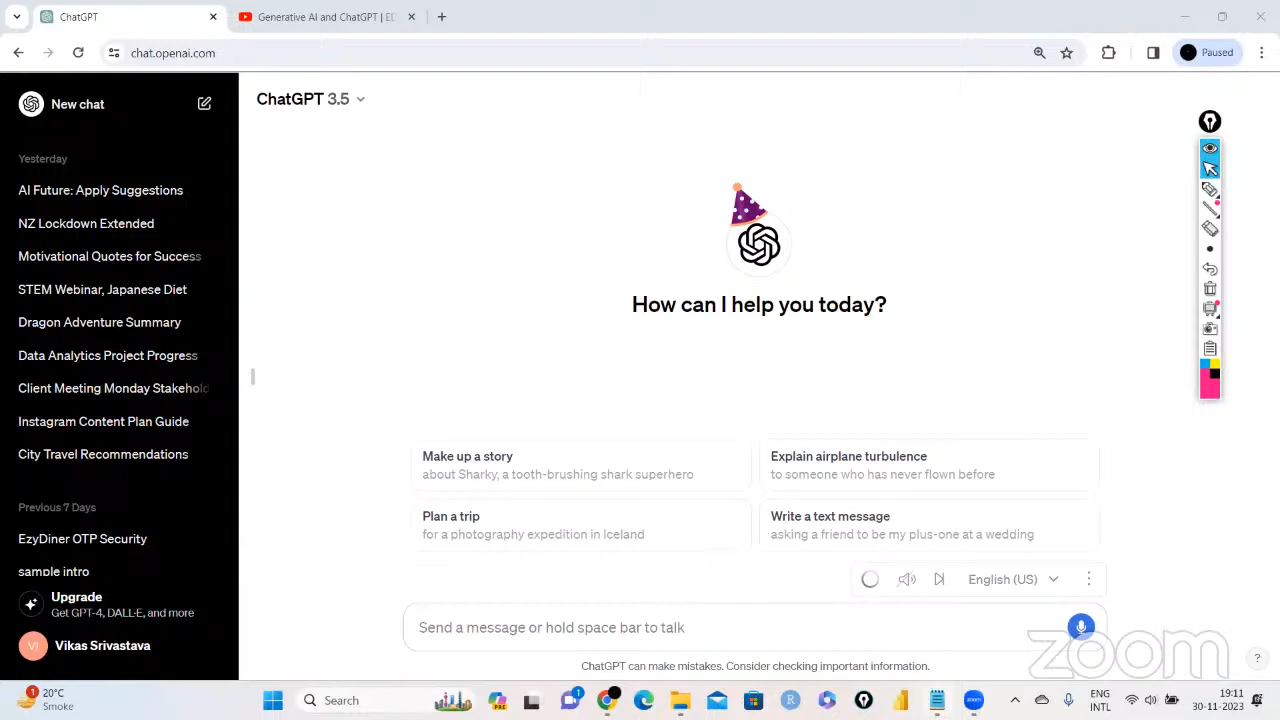 ChatGPT
Generative AI and ChatGPT | ED
chat.openai.com
Paused
New chat
ChatGPT 3.5
Yesterday
AI Future: Apply Suggestions
NZ Lockdown Extended
Motivational Quotes for Success
STEM Webinar, Japanese Diet
Dragon Adventure Summary
Data Analytics Project Progress
Client Meeting Monday Stakehold
Instagram Content Plan Guide
City Travel Recommendations
Previous 7 Days
EzyDiner OTP Security
sample intro
Upgrade
Get GPT-4, DALL·E, and more
VI
Vikas Srivastava
How can I help you today?
Make up a story
about Sharky, a tooth-brushing shark superhero
Explain airplane turbulence
to someone who has never flown before
Plan a trip
for a photography expedition in Iceland
Write a text message
asking a friend to be my plus-one at a wedding
English (US)
Send a message or hold space bar to talk
ChatGPT can make mistakes. Consider checking important information.
?
zoom
1
20°C
Smoke
Search
1
ENG
INTL
19:11
30-11-2023